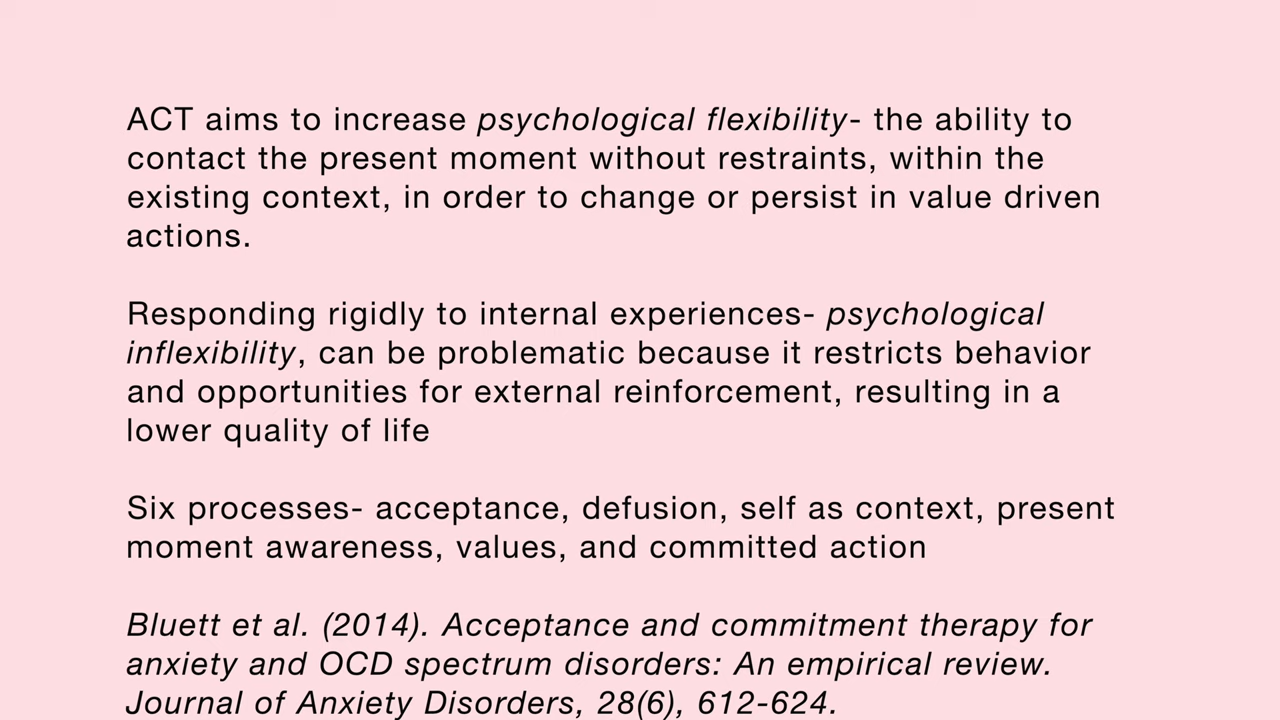 ACT aims to increase psychological flexibility- the ability to
contact the present moment without restraints, within the
existing context, in order to change or persist in value driven
actions.
Responding rigidly to internal experiences- psychological
inflexibility, can be problematic because it restricts behavior
and opportunities for external reinforcement, resulting in a
lower quality of life
Six processes- acceptance, defusion, self as context, present
moment awareness, values, and committed action
Bluett et al. (2014). Acceptance and commitment therapy for
anxiety and OCD spectrum disorders: An empirical review.
Journal of Anxiety Disorders, 28(6), 612-624.